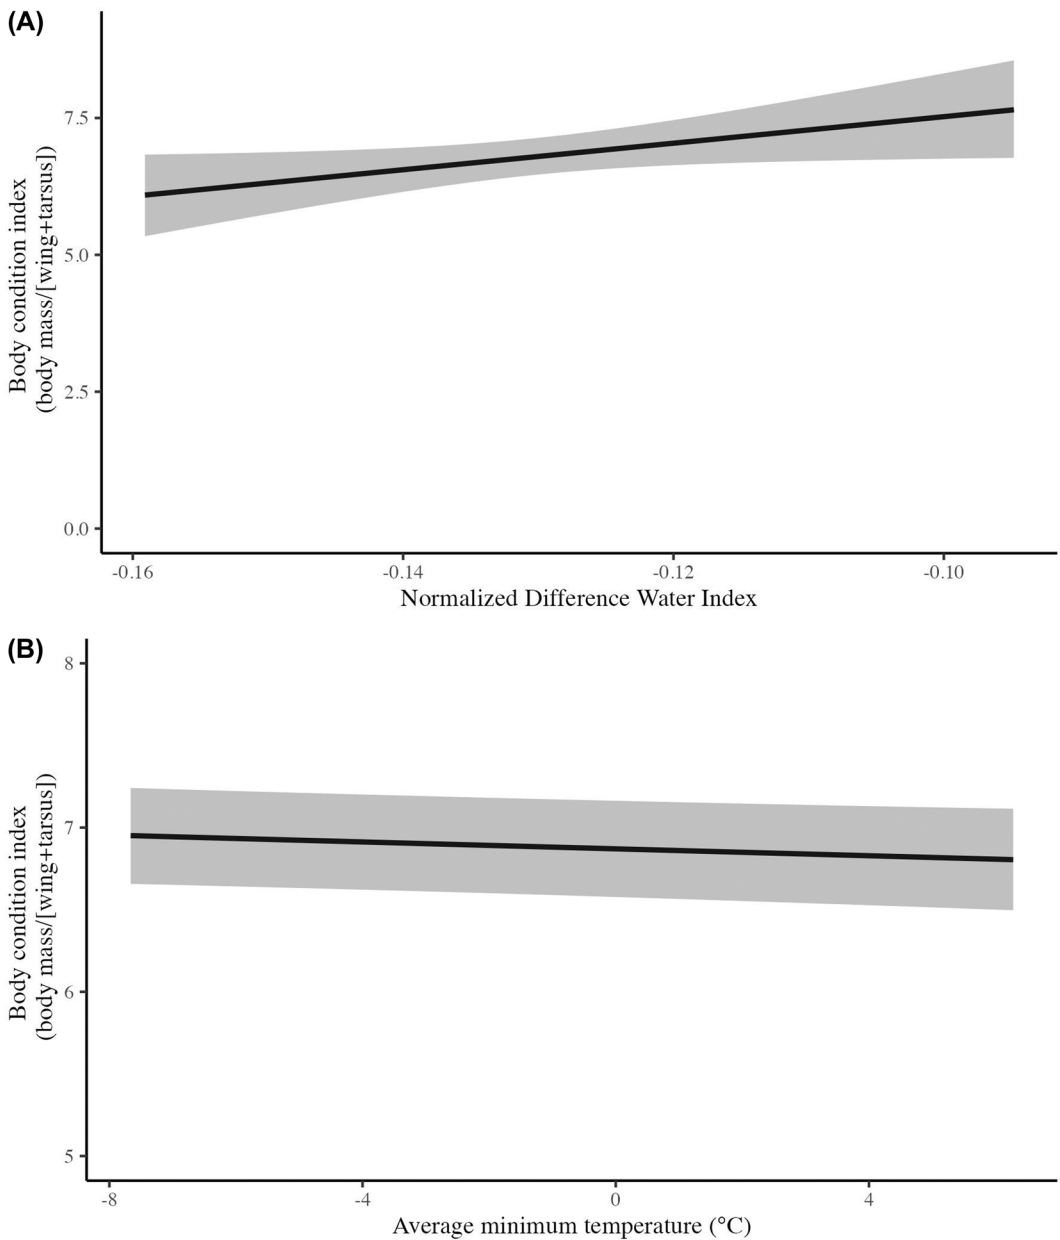 (A)
Body condition index
(body mass/[wing+tarsus])
7.5
5.0
2.5
0.0
-0.16 -0.14 -0.12 -0.10
Normalized Difference Water Index
(B)
Body condition index
(body mass/[wing+tarsus])
8
7
6
5
-8 -4 0 4
Average minimum temperature (°C)